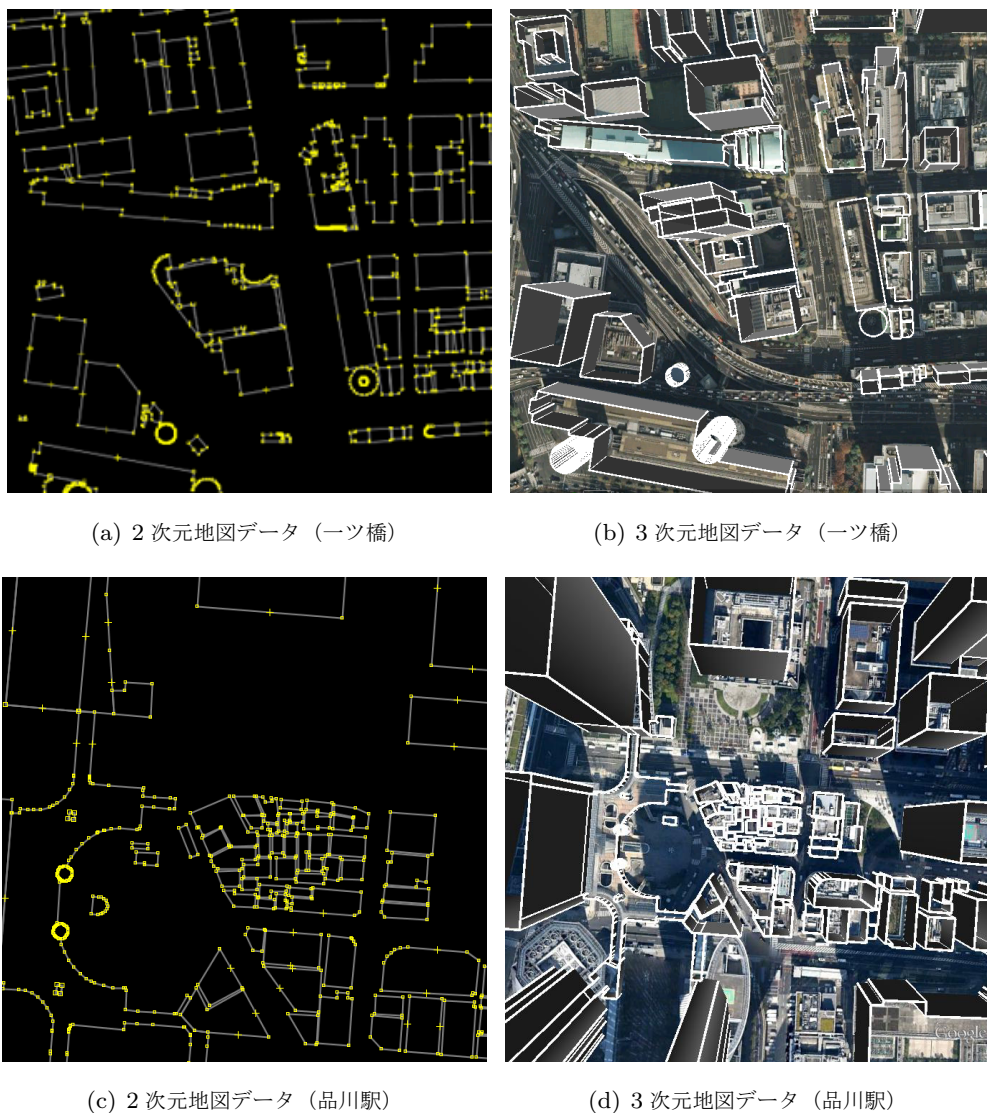 (a) 2 次元地図データ（一ツ橋）
(b) 3 次元地図データ（一ツ橋）
Google
(c) 2 次元地図データ（品川駅）
(d) 3 次元地図データ（品川駅）